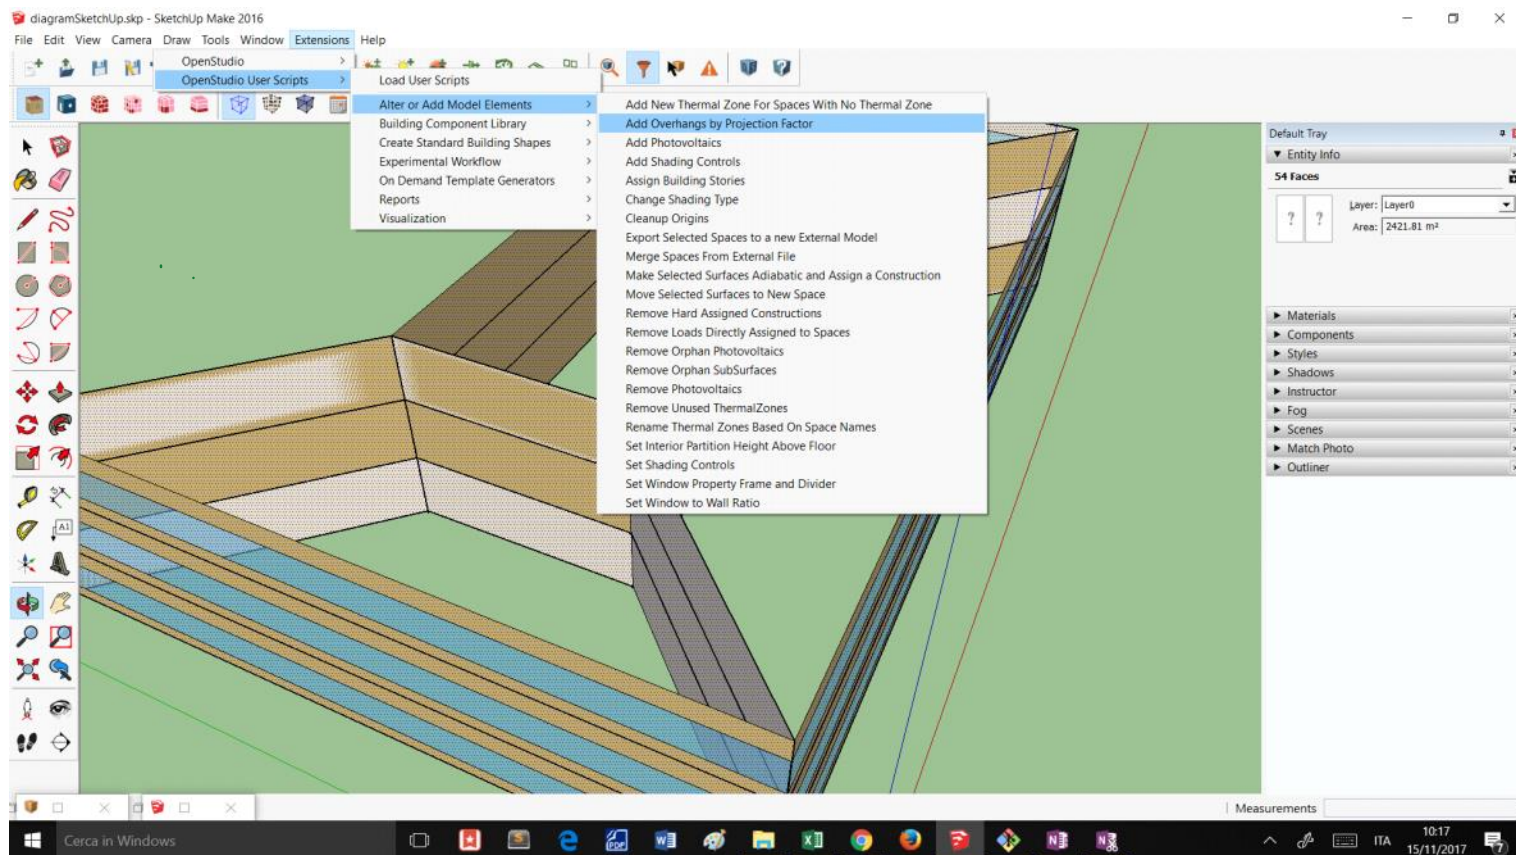 diagramSketchUp.skp - SketchUp Make 2016
File Edit View Camera Draw Tools Window Extensions Help
OpenStudio
OpenStudio User Scripts
Load User Scripts
Alter or Add Model Elements
Building Component Library
Create Standard Building Shapes
Experimental Workflow
On Demand Template Generators
Reports
Visualization
Add New Thermal Zone For Spaces With No Thermal Zone
Add Overhangs by Projection Factor
Add Photovoltaics
Add Shading Controls
Assign Building Stories
Change Shading Type
Cleanup Origins
Export Selected Spaces to a new External Model
Merge Spaces From External File
Make Selected Surfaces Adiabatic and Assign a Construction
Move Selected Surfaces to New Space
Remove Hard Assigned Constructions
Remove Loads Directly Assigned to Spaces
Remove Orphan Photovoltaics
Remove Orphan SubSurfaces
Remove Photovoltaics
Remove Unused ThermalZones
Rename Thermal Zones Based On Space Names
Set Interior Partition Height Above Floor
Set Shading Controls
Set Window Property Frame and Divider
Set Window to Wall Ratio
Default Tray
Entity Info
54 Faces
? ?
Layer: Layer0
Area: 2421.81 m²
Materials
Components
Styles
Shadows
Instructor
Fog
Scenes
Match Photo
Outliner
A1
Measurements
Cerca in Windows
PDF
ITA
10:17
15/11/2017
7